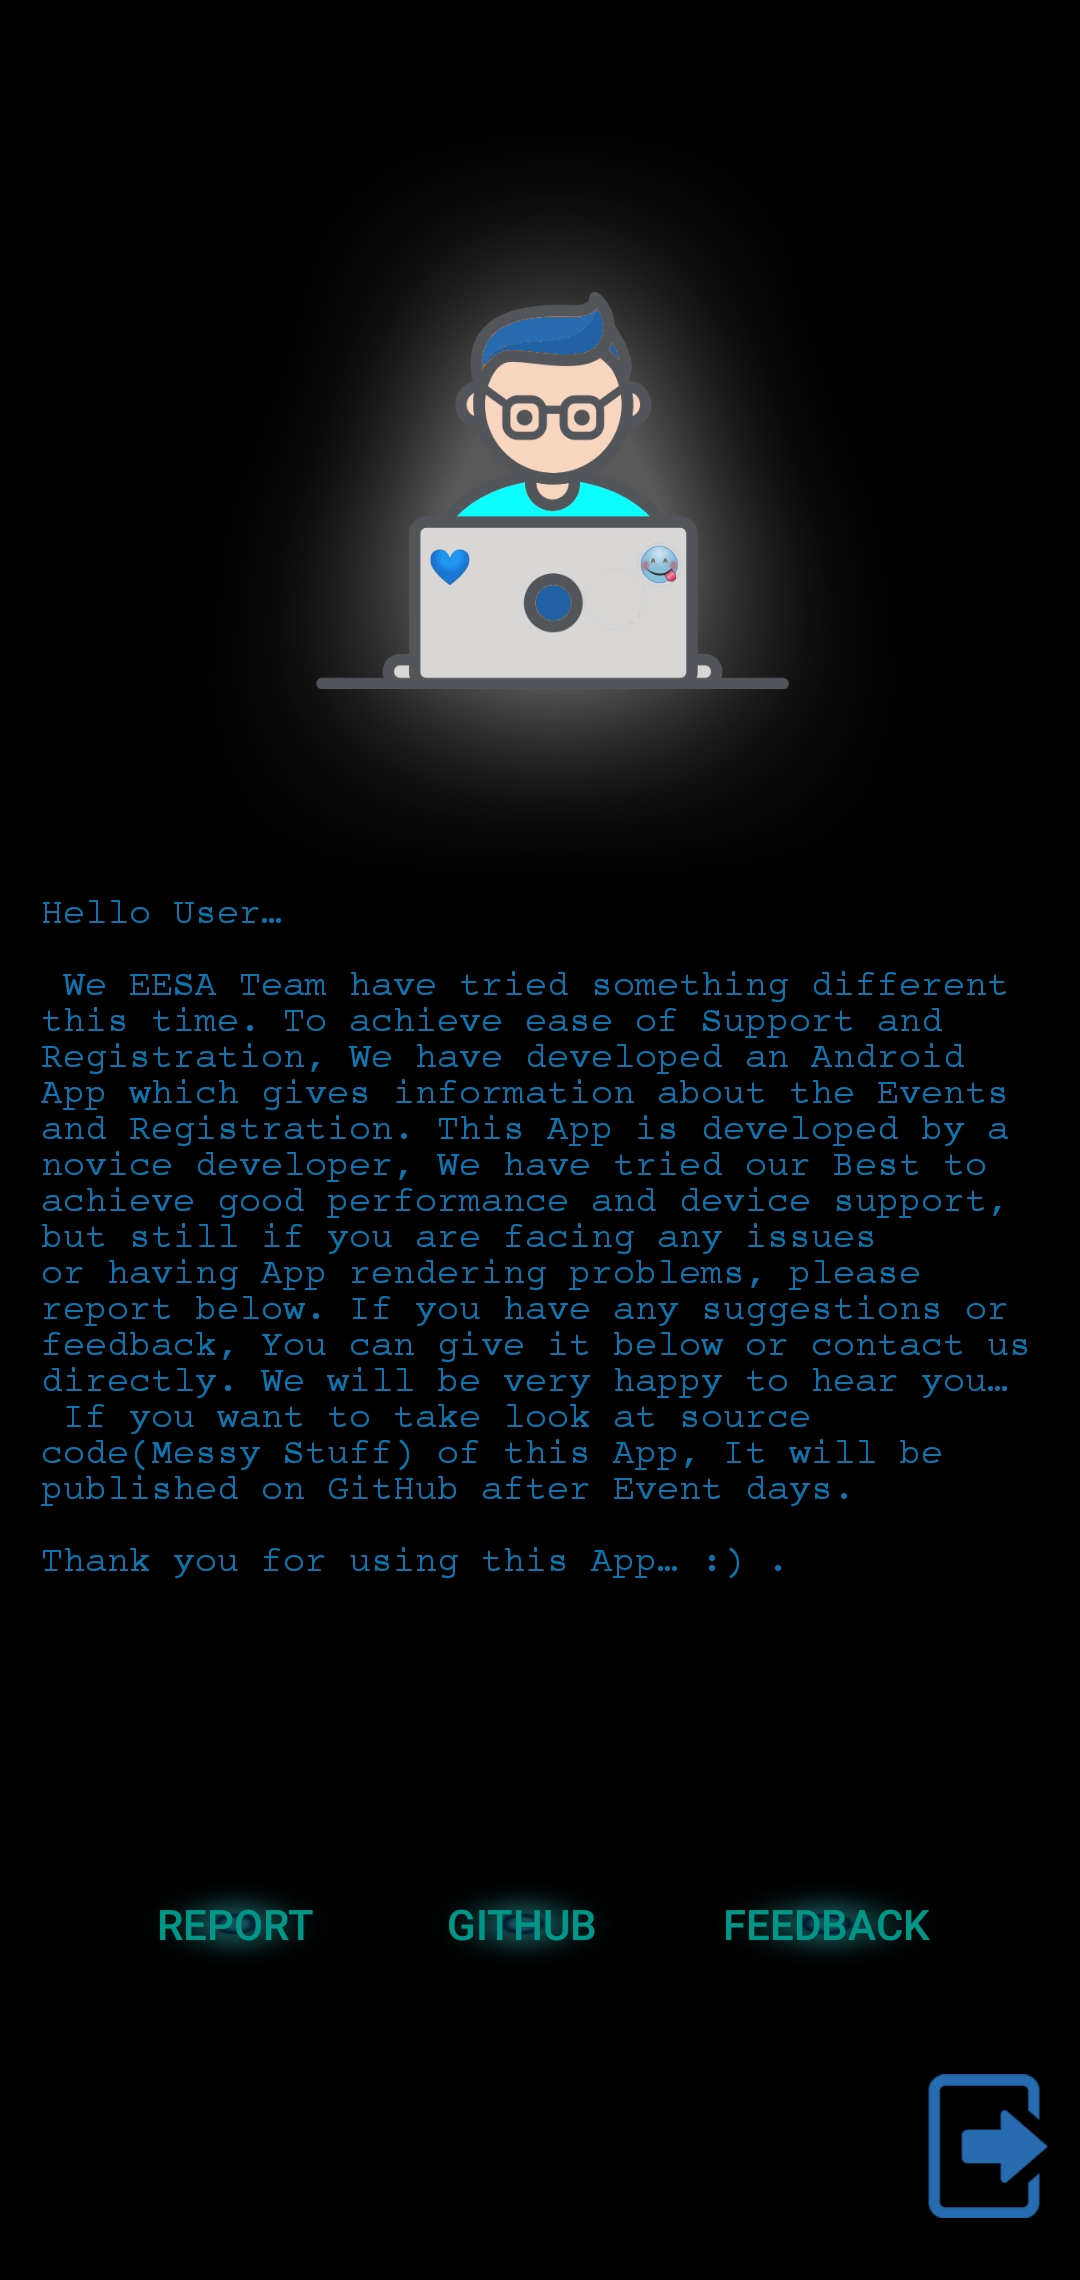 Hello User…
We EESA Team have tried something different
this time. To achieve ease of Support and
Registration, We have developed an Android
App which gives information about the Events
and Registration. This App is developed by a
novice developer, We have tried our Best to
achieve good performance and device support,
but still if you are facing any issues
or having App rendering problems, please
report below. If you have any suggestions or
feedback, You can give it below or contact us
directly. We will be very happy to hear you…
If you want to take look at source
code(Messy Stuff) of this App, It will be
published on GitHub after Event days.
Thank you for using this App… :) .
REPORT GITHUB FEEDBACK